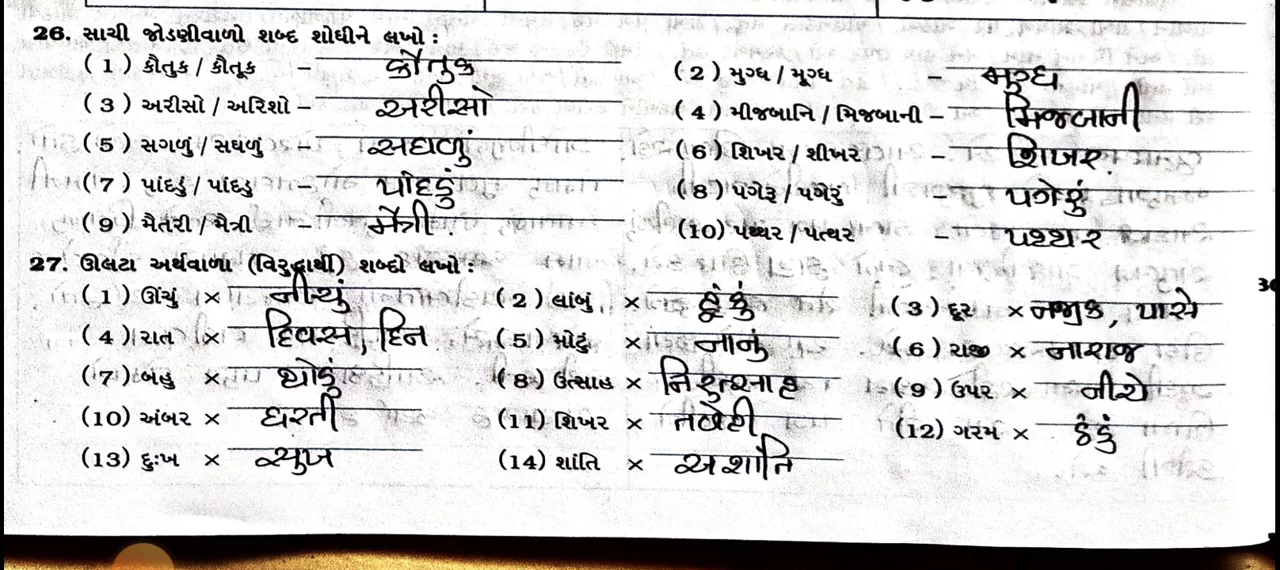 26. સાચી જોડણીવાળો શબ્દ શોધીને લખો :
(1) કૌતુક / કૌતૂક – કૌતુક (2) મુગ્ધ / મૂગ્ધ – મુગ્ધ
(3) અરીસો / અરિશો – અરીસો (4) મીજબાનિ / મિજબાની – મિજબાની
(5) સગળું / સઘળું – સઘળું (6) શિખર / શીખર – શિખર
(7) પાંદડું / પાંદડુ – પાંદડું (8) પગેરૂ / પગેરું – પગેરું
(9) મૈતરી / મૈત્રી – મૈત્રી (10) પથ્થર / પત્થર – પથ્થર
27. ઊલટા અર્થવાળા (વિરુદ્ધાર્થી) શબ્દો લખો :
(1) ઊંચું × નીચું (2) લાંબું × ટૂંકું (3) દૂર × નજીક, પાસે
(4) રાત × દિવસ, દિન (5) મોટું × નાનું (6) રાજી × નારાજ
(7) બહુ × થોડું (8) ઉત્સાહ × નિરુત્સાહ (9) ઉપર × નીચે
(10) અંબર × ધરતી (11) શિખર × તળેટી (12) ગરમ × ઠંડું
(13) દુઃખ × સુખ (14) શાંતિ × અશાંતિ